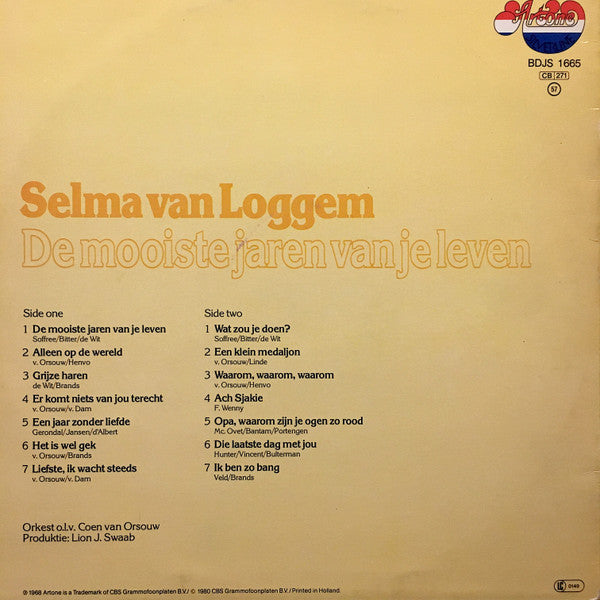 Artone
BDJS 1665
CB 271
57
Selma van Loggem
De mooiste jaren van je leven
Side one
1 De mooiste jaren van je leven
Soffree/Bitter/de Wit
2 Alleen op de wereld
v. Orsouw/Henvo
3 Grijze haren
de Wit/Brands
4 Er komt niets van jou terecht
v. Orsouw/v. Dam
5 Een jaar zonder liefde
Gerondal/Jansen/d'Albert
6 Het is wel gek
v. Orsouw/Brands
7 Liefste, ik wacht steeds
v. Orsouw/v. Dam
Side two
1 Wat zou je doen?
Soffree/Bitter/de Wit
2 Een klein medaljon
v. Orsouw/Linde
3 Waarom, waarom, waarom
v. Orsouw/Henvo
4 Ach Sjakie
F. Wenny
5 Opa, waarom zijn je ogen zo rood
Mc. Ovet/Bantam/Portengen
6 Die laatste dag met jou
Hunter/Vincent/Bulterman
7 Ik ben zo bang
Veld/Brands
Orkest o.l.v. Coen van Orsouw
Produktie: Lion J. Swaab
℗ 1968 Artone is a Trademark of CBS Grammofoonplaten B.V./ © 1980 CBS Grammofoonplaten B.V./ Printed in Holland
LC 0149